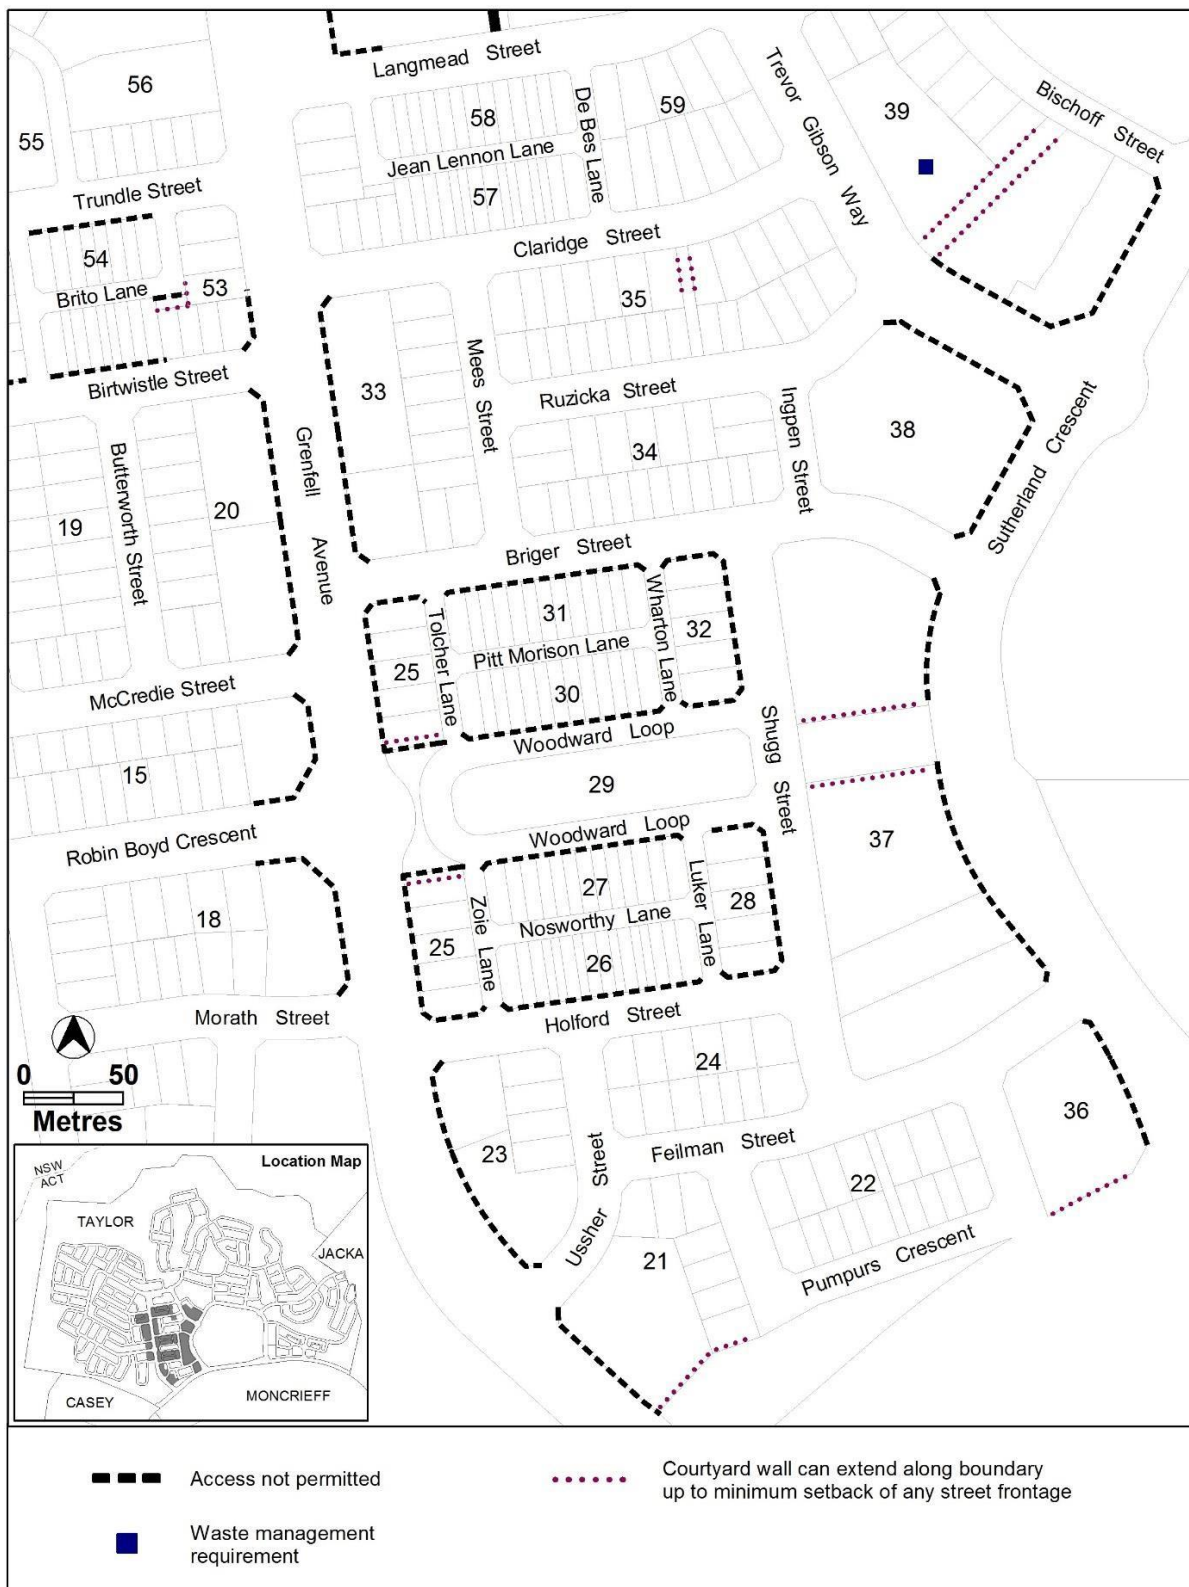 Langmead Street
56
58
De Bes Lane
59
Trevor Gibson Way
39
Bischoff Street
55
Jean Lennon Lane
Trundle Street
57
54
Brito Lane
53
Claridge Street
35
Birtwistle Street
33
Mees Street
Ruzicka Street
Ingpen Street
38
Sutherland Crescent
34
Butterworth Street
19
20
Grenfell Avenue
Briger Street
31
Wharton Lane
32
Tolcher Lane
25
Pitt Morison Lane
30
McCredie Street
Woodward Loop
Shugg Street
15
29
Robin Boyd Crescent
Woodward Loop
37
27
Luker Lane
28
18
Zoie Lane
25
Nosworthy Lane
26
Morath Street
Holford Street
24
0 50
Metres
36
23
Ussher Street
Feilman Street
22
21
Pumpurs Crescent
Location Map
NSW
ACT
TAYLOR
JACKA
CASEY
MONCRIEFF
Access not permitted
Courtyard wall can extend along boundary
up to minimum setback of any street frontage
Waste management
requirement